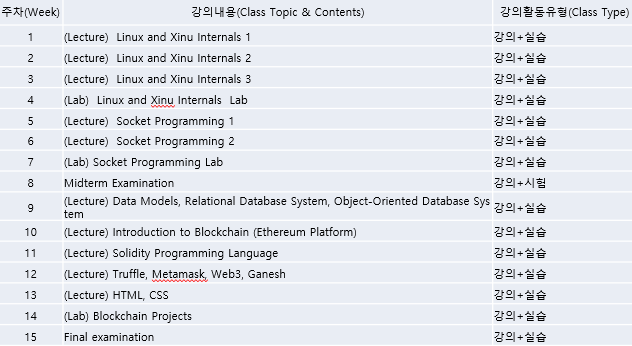 주차(Week) 강의내용(Class Topic & Contents) 강의활동유형(Class Type)
1 (Lecture) Linux and Xinu Internals 1 강의+실습
2 (Lecture) Linux and Xinu Internals 2 강의+실습
3 (Lecture) Linux and Xinu Internals 3 강의+실습
4 (Lab) Linux and Xinu Internals Lab 강의+실습
5 (Lecture) Socket Programming 1 강의+실습
6 (Lecture) Socket Programming 2 강의+실습
7 (Lab) Socket Programming Lab 강의+실습
8 Midterm Examination 강의+시험
9 (Lecture) Data Models, Relational Database System, Object-Oriented Database Sys
tem 강의+실습
10 (Lecture) Introduction to Blockchain (Ethereum Platform) 강의+실습
11 (Lecture) Solidity Programming Language 강의+실습
12 (Lecture) Truffle, Metamask, Web3, Ganesh 강의+실습
13 (Lecture) HTML, CSS 강의+실습
14 (Lab) Blockchain Projects 강의+실습
15 Final examination 강의+실습